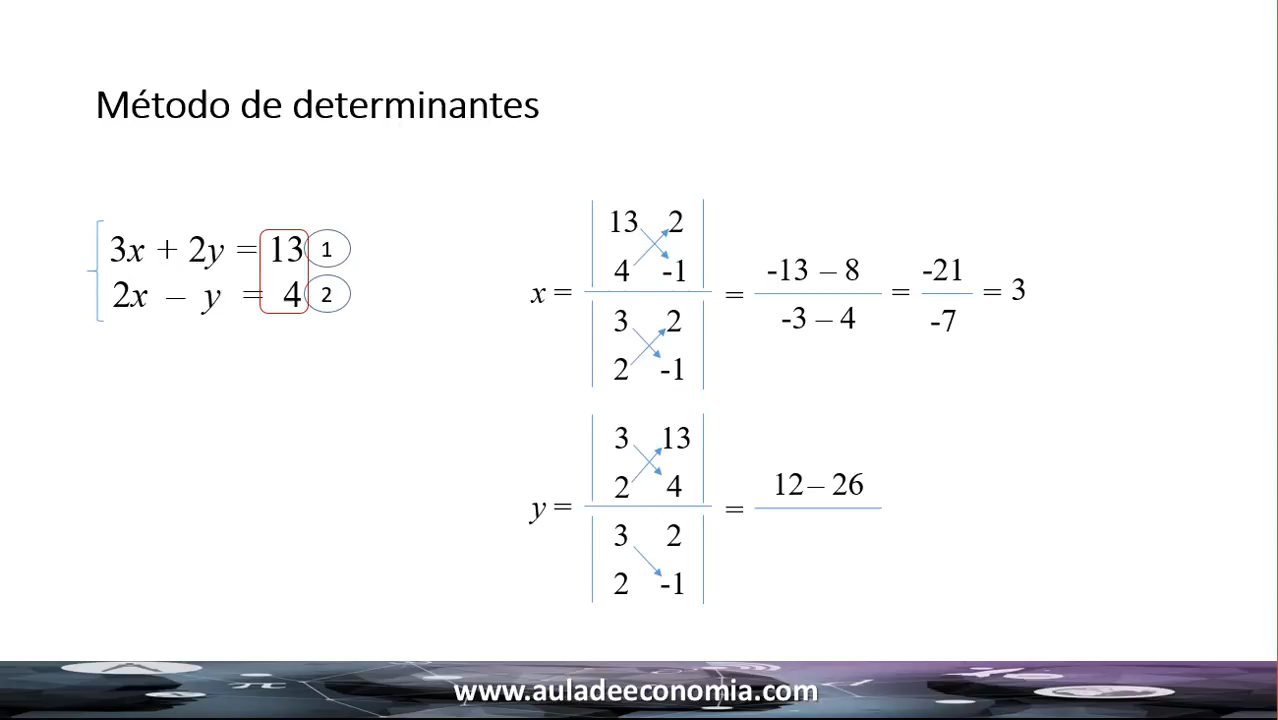 Método de determinantes
3x + 2y = 13 1
2x – y = 4 2
13 2
4 -1
x = = -13 – 8 = -21 = 3
-3 – 4 -7
3 2
2 -1
3 13
2 4
y = = 12 – 26
3 2
2 -1
www.auladeeconomia.com